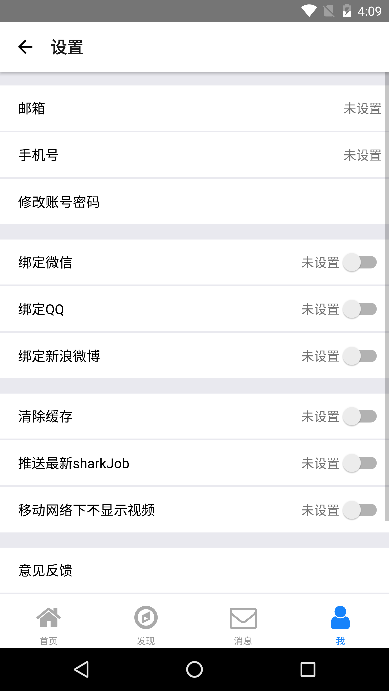 4:09
设置
邮箱 未设置
手机号 未设置
修改账号密码
绑定微信 未设置
绑定QQ 未设置
绑定新浪微博 未设置
清除缓存 未设置
推送最新sharkJob 未设置
移动网络下不显示视频 未设置
意见反馈
首页 发现 消息 我